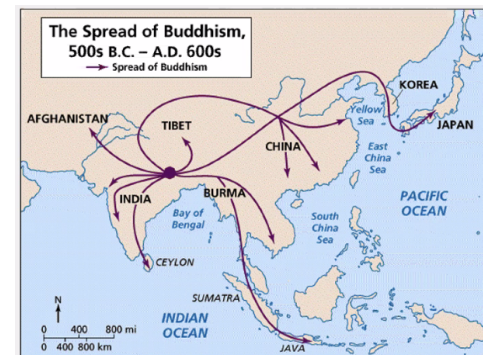 The Spread of Buddhism,
500s B.C. – A.D. 600s
Spread of Buddhism
KOREA
Yellow
Sea
AFGHANISTAN
TIBET
JAPAN
CHINA
East
China
Sea
INDIA
BURMA
PACIFIC
OCEAN
Bay of
Bengal
South
China
Sea
CEYLON
N
SUMATRA
INDIAN
OCEAN
0 400 800 mi
0 400 800 km
JAVA